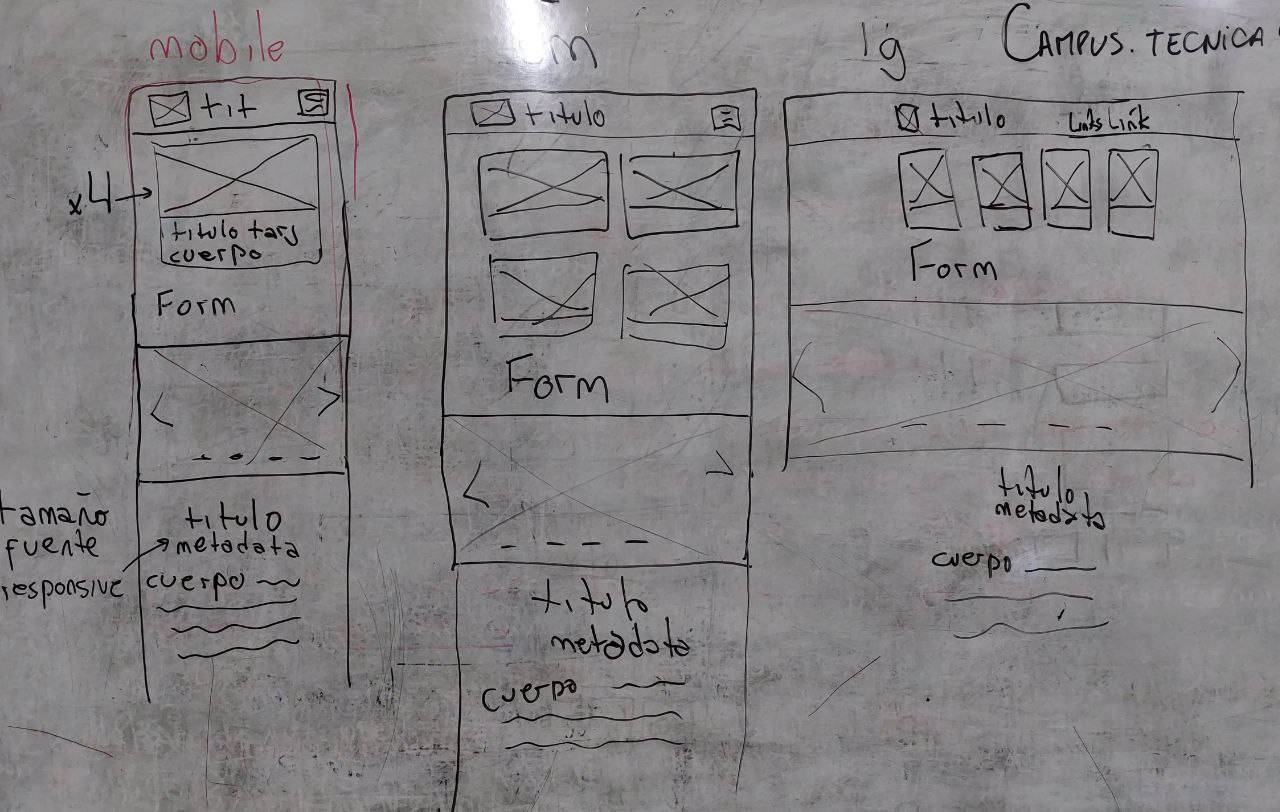 mobile
m
lg
CAMPUS. TECNICA
tit
x4
titulo tarj
cuerpo
Form
tamaño
fuente
responsive
titulo
metadata
cuerpo
titulo
Form
titulo
metadata
cuerpo
titulo
Links Link
Form
titulo
metadata
cuerpo